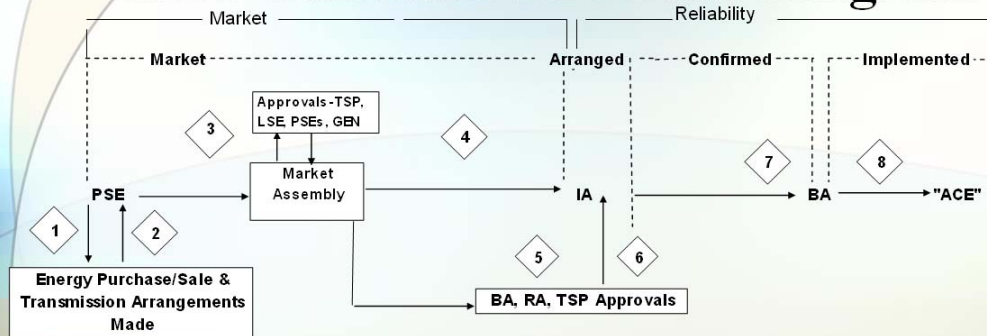 Market
Reliability
Market
Arranged
Confirmed
Implemented
Approvals-TSP,
LSE, PSEs, GEN
3
4
Market
Assembly
7
8
PSE
IA
BA
"ACE"
1
2
5
6
Energy Purchase/Sale &
Transmission Arrangements
Made
BA, RA, TSP Approvals